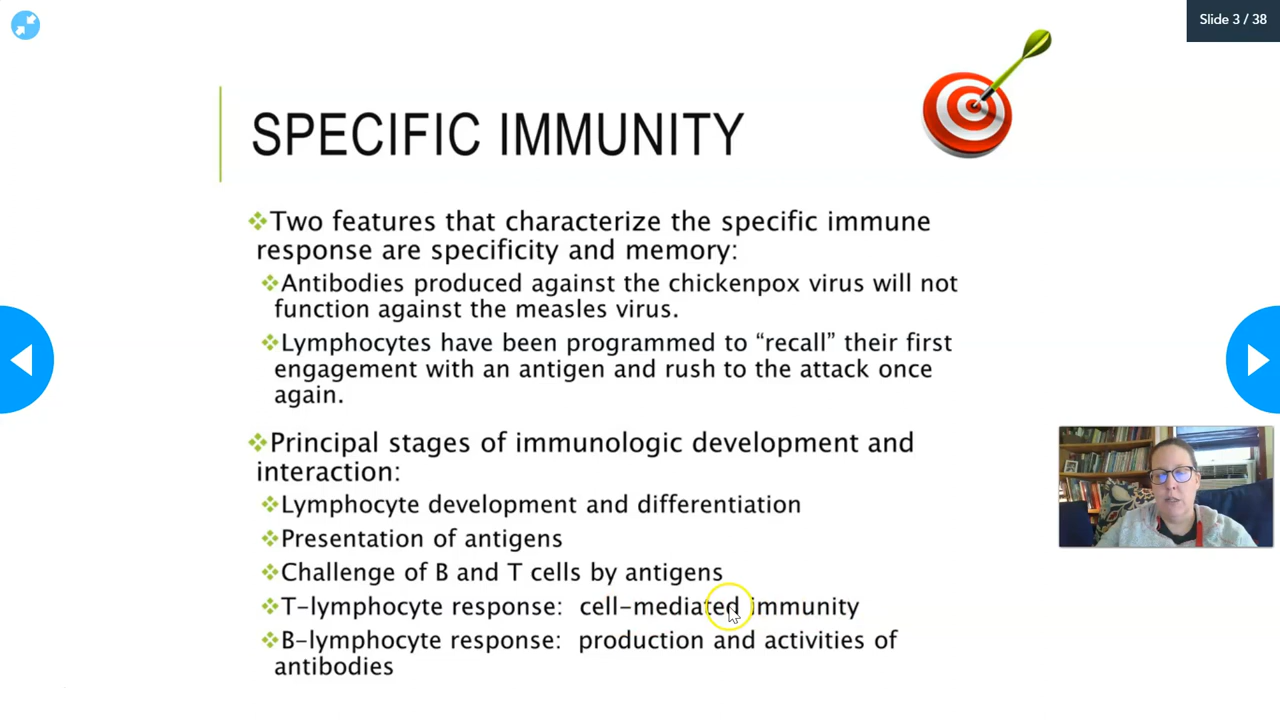 Slide 3 / 38
SPECIFIC IMMUNITY
Two features that characterize the specific immune
response are specificity and memory:
Antibodies produced against the chickenpox virus will not
function against the measles virus.
Lymphocytes have been programmed to “recall” their first
engagement with an antigen and rush to the attack once
again.
Principal stages of immunologic development and
interaction:
Lymphocyte development and differentiation
Presentation of antigens
Challenge of B and T cells by antigens
T-lymphocyte response: cell-mediated immunity
B-lymphocyte response: production and activities of
antibodies